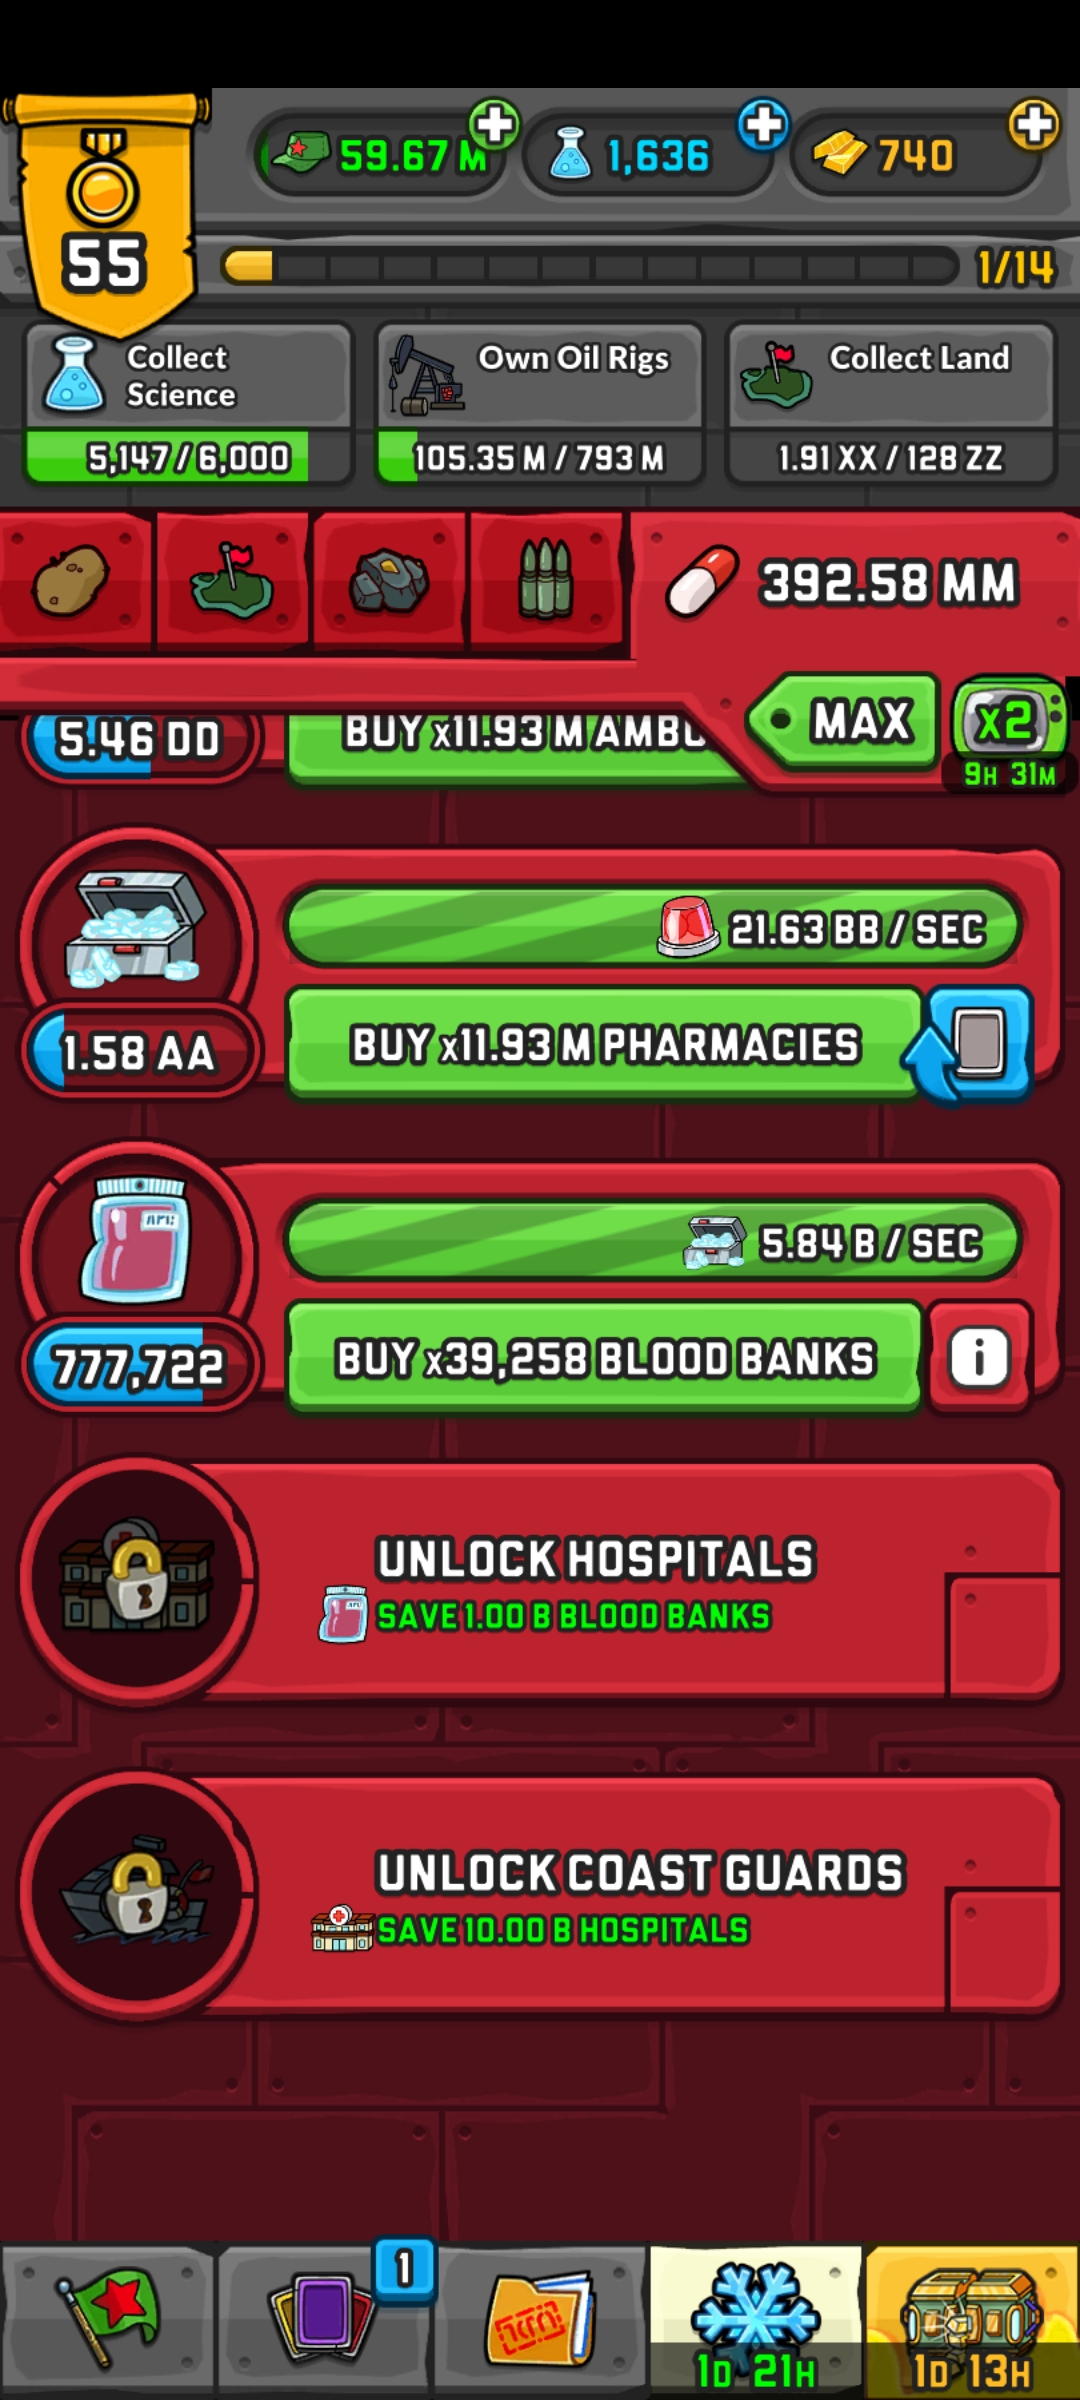 59.67 M
1,636
740
55
1/14
Collect
Science
Own Oil Rigs
Collect Land
5,147 / 6,000
105.35 M / 793 M
1.91 XX / 128 ZZ
392.58 MM
5.46 DD
BUY x11.93 M AMBU
MAX
x2
9H 31M
21.63 BB / SEC
1.58 AA
BUY x11.93 M PHARMACIES
5.84 B / SEC
777,722
BUY x39,258 BLOOD BANKS
i
UNLOCK HOSPITALS
SAVE 1.00 B BLOOD BANKS
UNLOCK COAST GUARDS
SAVE 10.00 B HOSPITALS
1
1D 21H
1D 13H